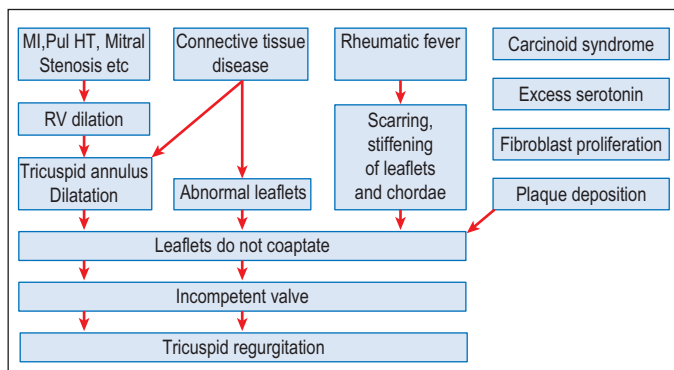 MI,Pul HT, Mitral
Stenosis etc
Connective tissue
disease
Rheumatic fever
Carcinoid syndrome
Excess serotonin
RV dilation
Scarring,
stiffening
of leaflets
and chordae
Fibroblast proliferation
Tricuspid annulus
Dilatation
Abnormal leaflets
Plaque deposition
Leaflets do not coaptate
Incompetent valve
Tricuspid regurgitation